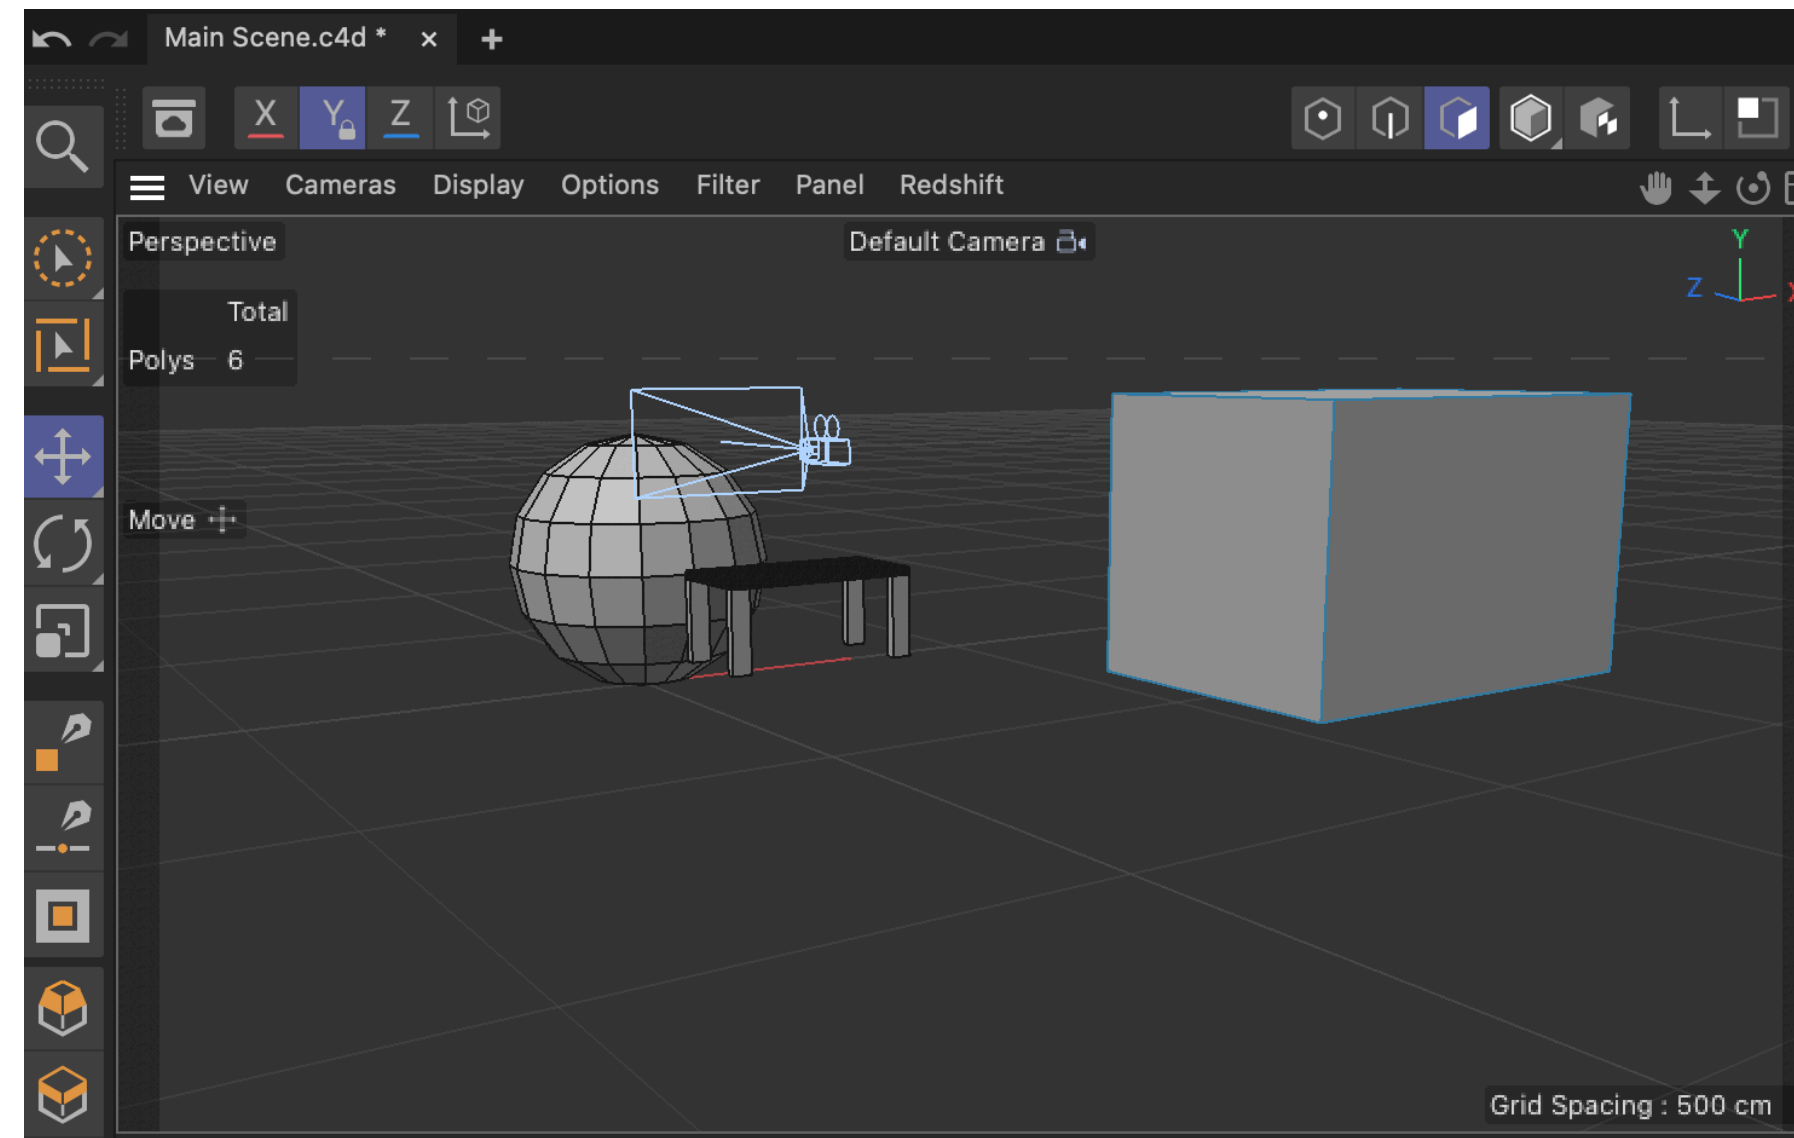 Main Scene.c4d *
X Y Z
View Cameras Display Options Filter Panel Redshift
Perspective
Default Camera
Y
Z X
Total
Polys 6
Move
Grid Spacing : 500 cm